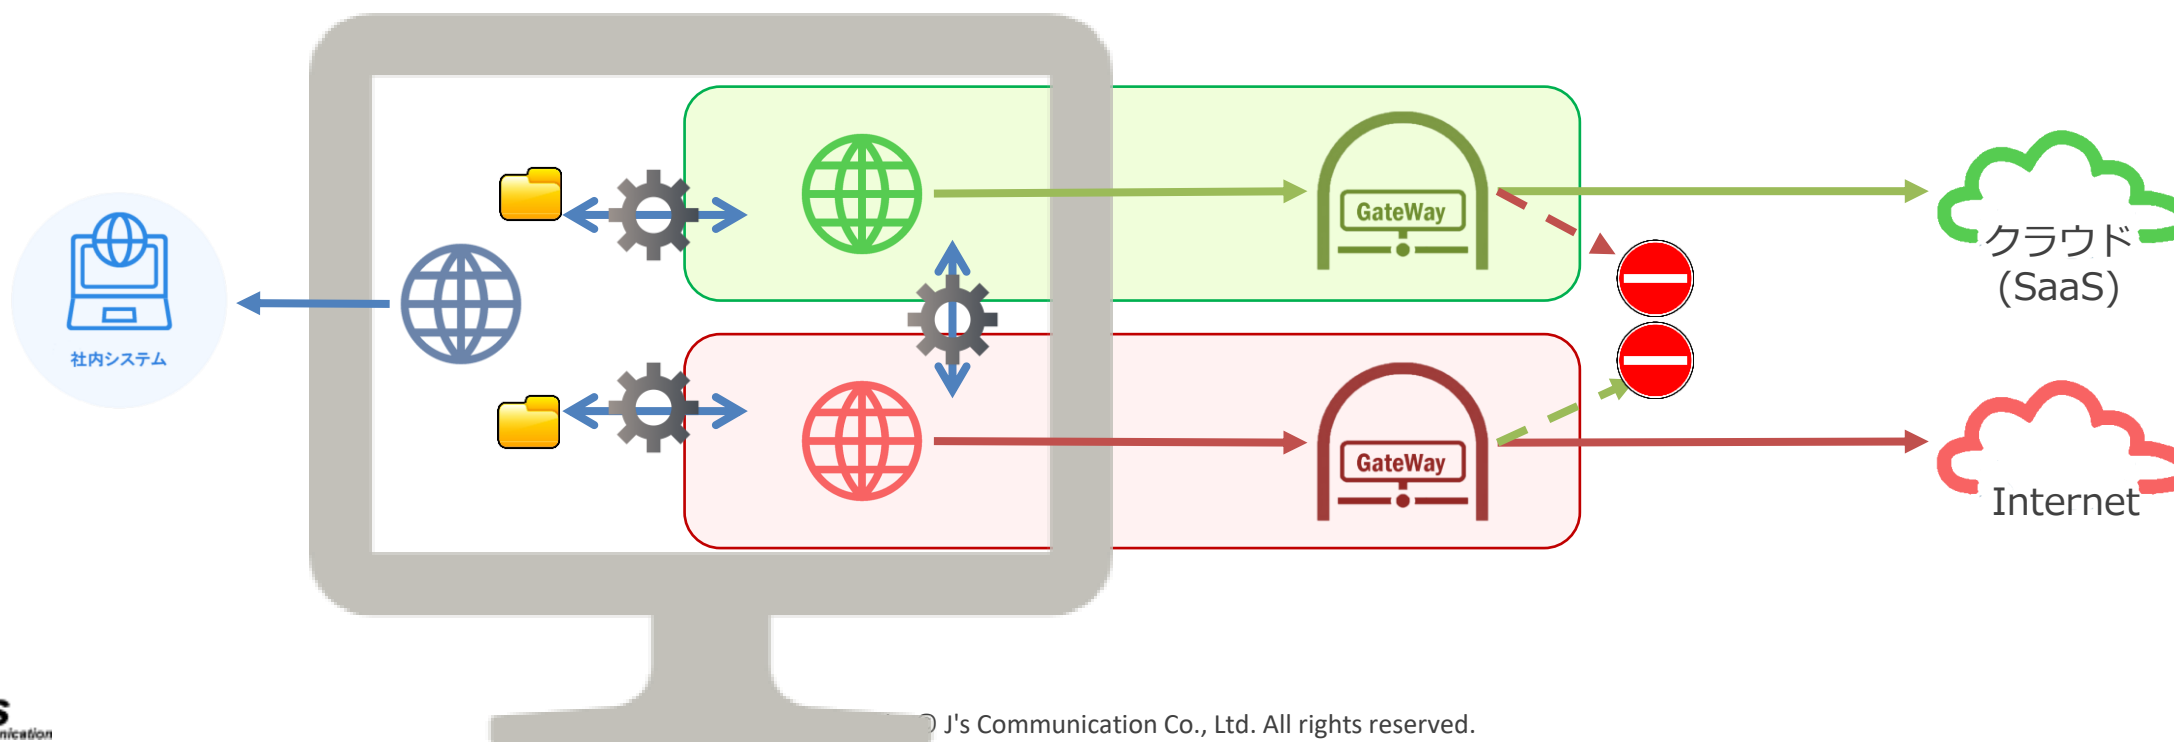 GateWay
クラウド
(SaaS)
社内システム
GateWay
Internet
J's Communication Co., Ltd. All rights reserved.